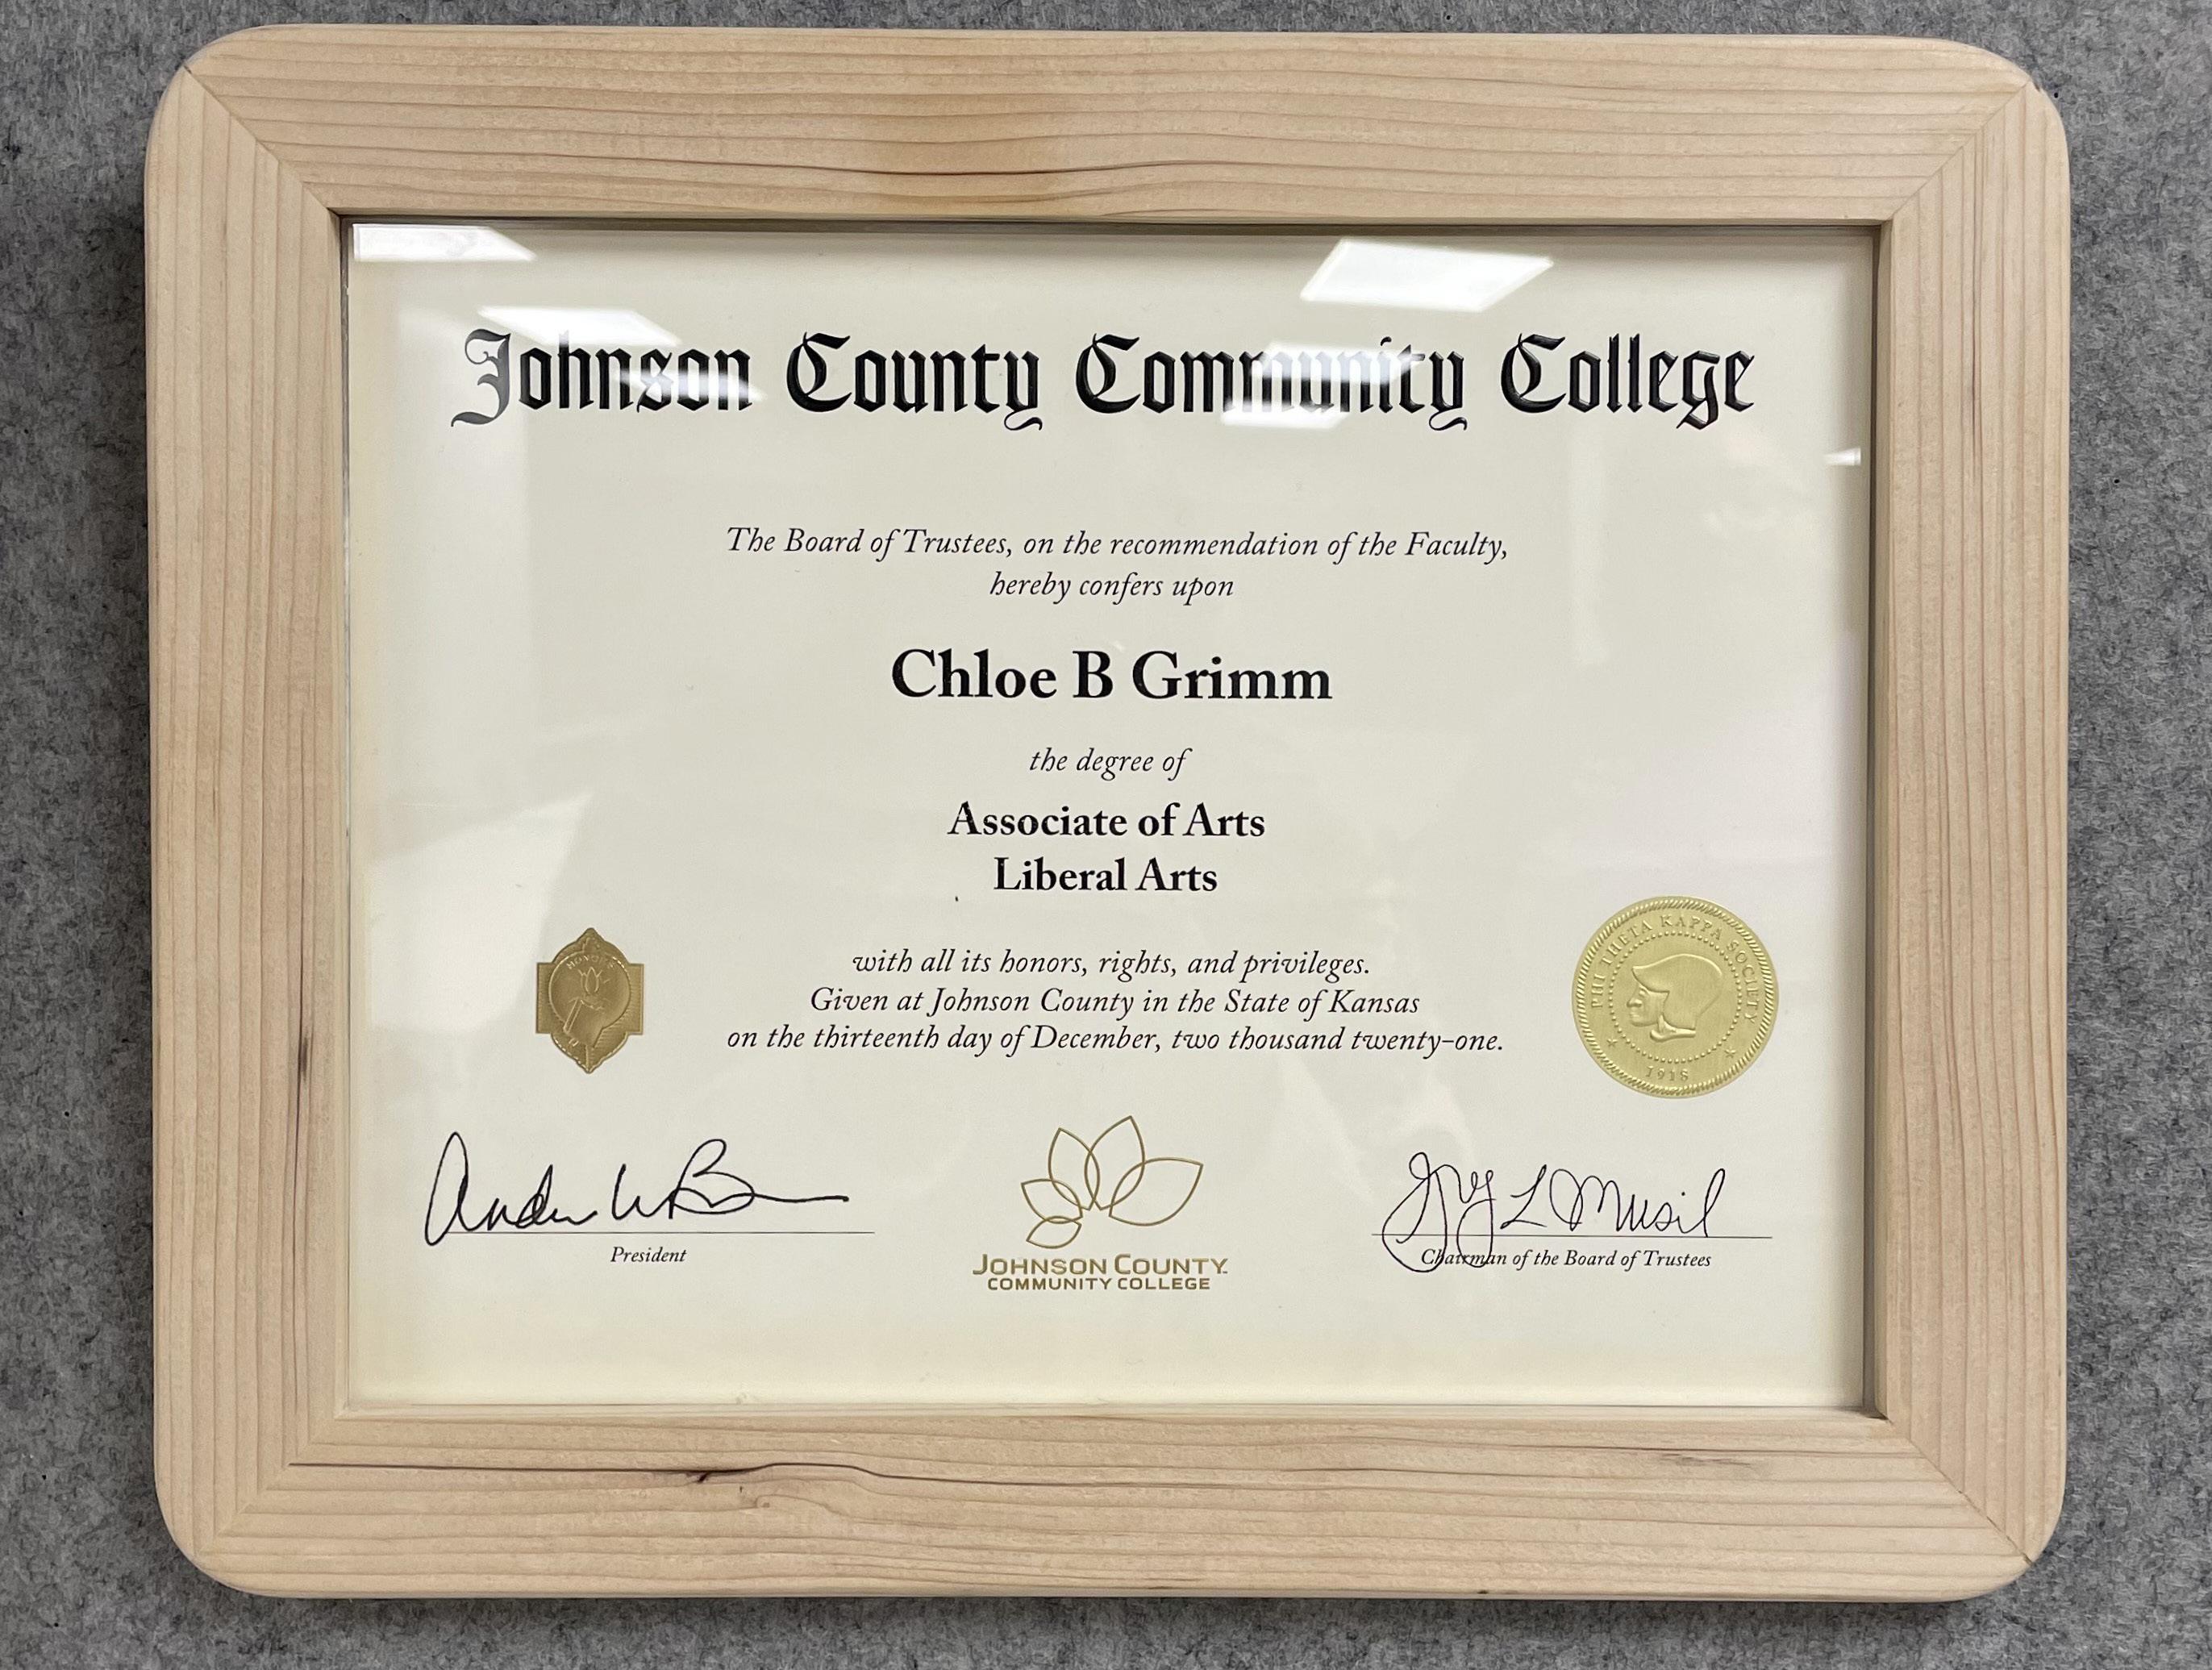 Johnson County Community College
The Board of Trustees, on the recommendation of the Faculty,
hereby confers upon
Chloe B Grimm
the degree of
Associate of Arts
Liberal Arts
with all its honors, rights, and privileges.
Given at Johnson County in the State of Kansas
on the thirteenth day of December, two thousand twenty-one.
HONORS
PHI THETA KAPPA SOCIETY
1918
President
JOHNSON COUNTY
COMMUNITY COLLEGE
L Musil
Chairman of the Board of Trustees